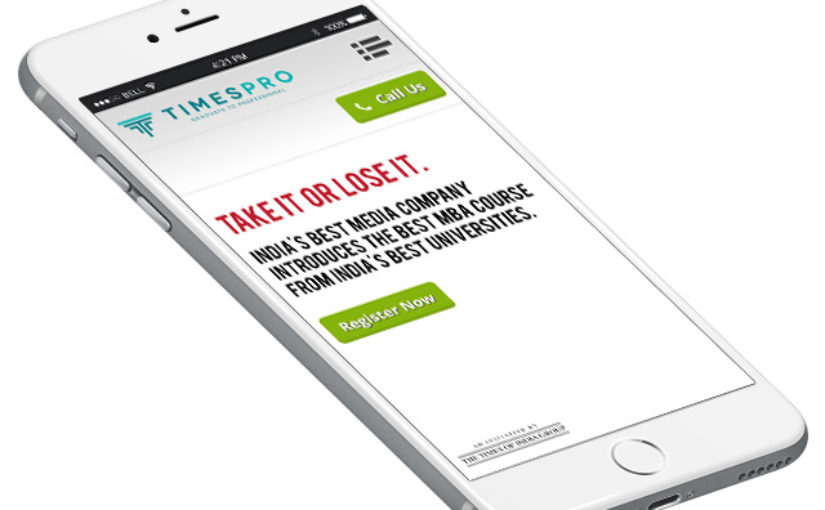 BELL 4:21 PM 100%
TIMESPRO
GRADUATE TO PROFESSIONAL
Call Us
TAKE IT OR LOSE IT.
INDIA'S BEST MEDIA COMPANY
INTRODUCES THE BEST MBA COURSE
FROM INDIA'S BEST UNIVERSITIES.
Register Now
AN INITIATIVE BY
THE TIMES OF INDIA GROUP